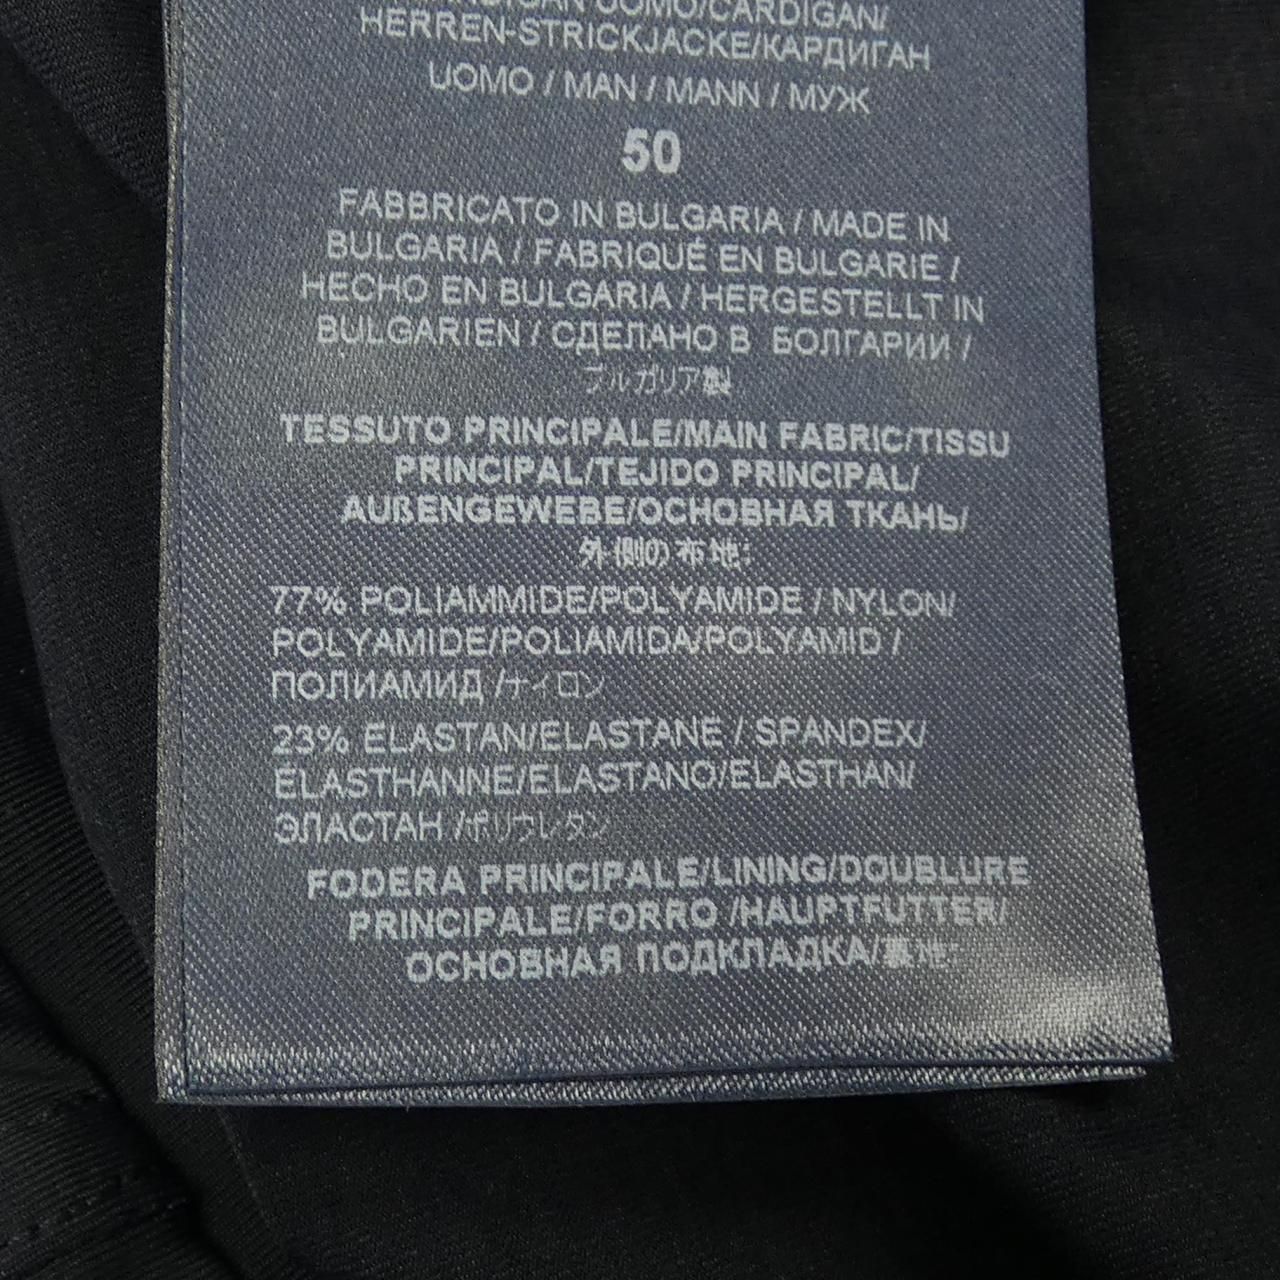 CARDIGAN UOMO/CARDIGAN/
HERREN-STRICKJACKE/КАРДИГАН
UOMO / MAN / MANN / МУЖ
50
FABBRICATO IN BULGARIA / MADE IN
BULGARIA / FABRIQUÉ EN BULGARIE /
HECHO EN BULGARIA / HERGESTELLT IN
BULGARIEN / СДЕЛАНО В БОЛГАРИИ /
ブルガリア製
TESSUTO PRINCIPALE/MAIN FABRIC/TISSU
PRINCIPAL/TEJIDO PRINCIPAL/
AUßENGEWEBE/ОСНОВНАЯ ТКАНЬ/
外側の布地:
77% POLIAMMIDE/POLYAMIDE / NYLON/
POLYAMIDE/POLIAMIDA/POLYAMID /
ПОЛИАМИД /ナイロン
23% ELASTAN/ELASTANE / SPANDEX/
ELASTHANNE/ELASTANO/ELASTHAN/
ЭЛАСТАН /ポリウレタン
FODERA PRINCIPALE/LINING/DOUBLURE
PRINCIPALE/FORRO /HAUPTFUTTER/
ОСНОВНАЯ ПОДКЛАДКА/裏地: